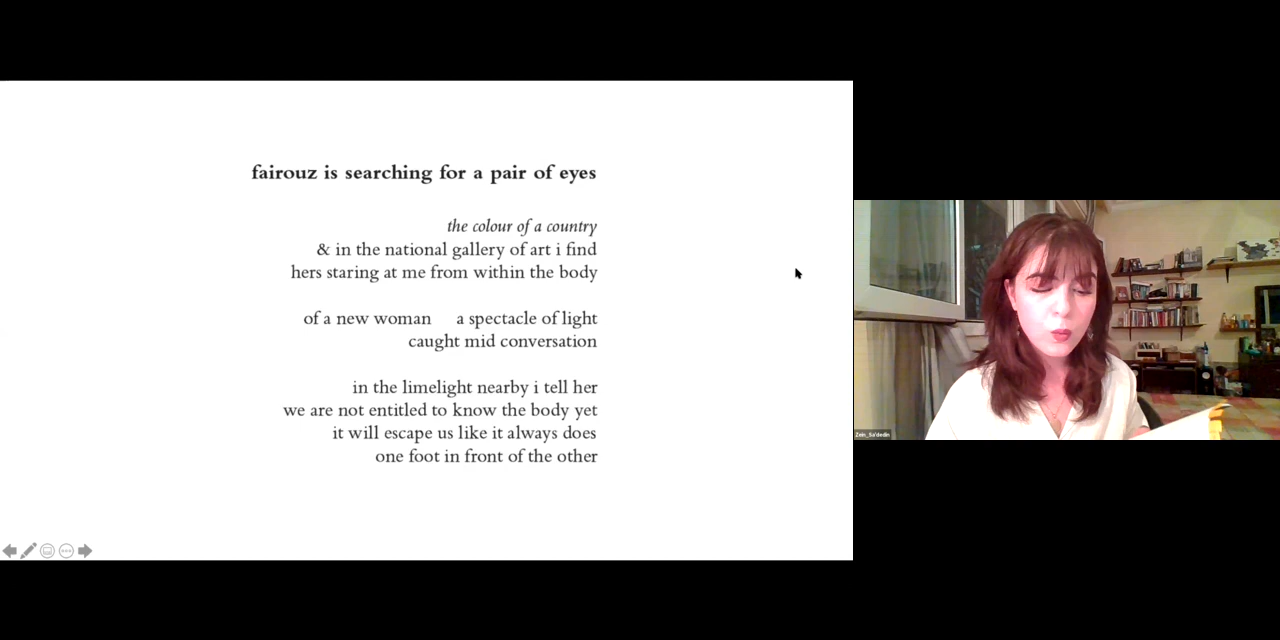 fairouz is searching for a pair of eyes
the colour of a country
& in the national gallery of art i find
hers staring at me from within the body
of a new woman    a spectacle of light
caught mid conversation
in the limelight nearby i tell her
we are not entitled to know the body yet
it will escape us like it always does
one foot in front of the other
Zein_Sa'dedin